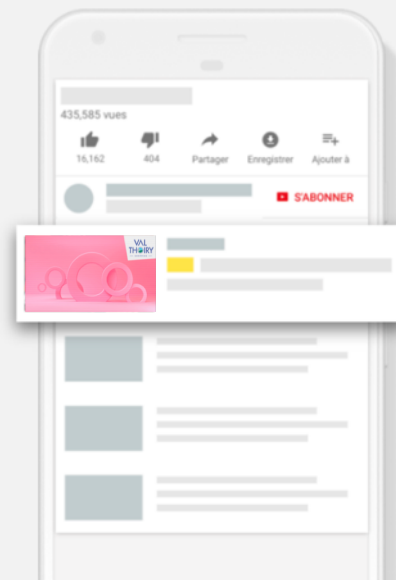 435,585 vues
16,162
404
Partager
Enregistrer
Ajouter à
S'ABONNER
VAL
THOIRY